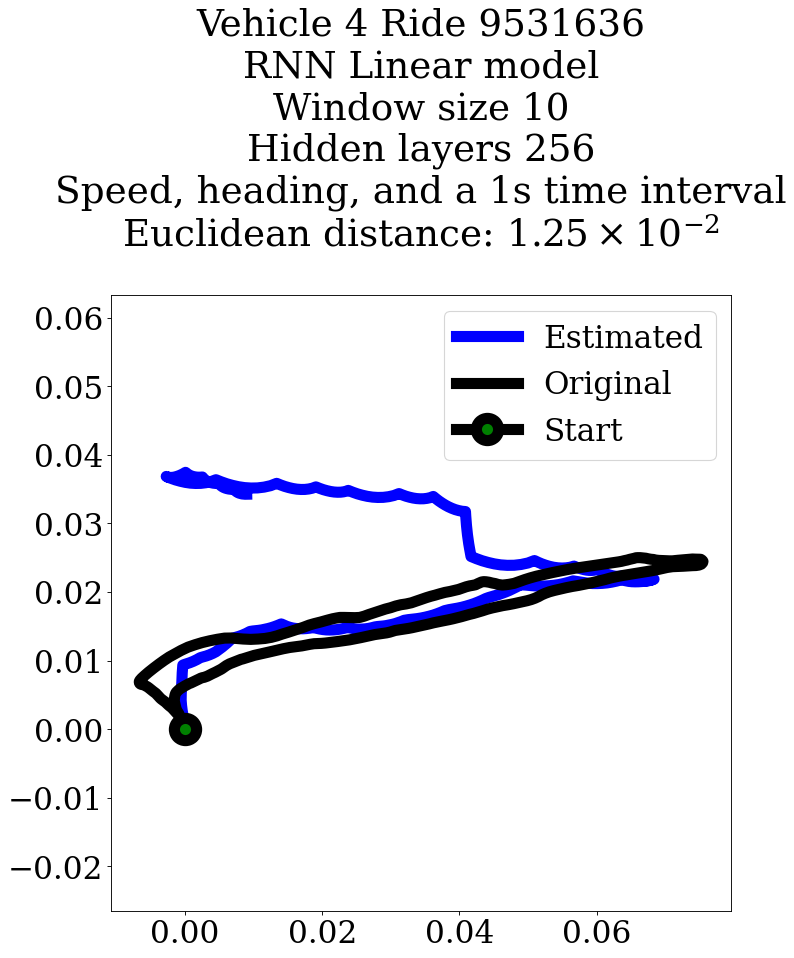 Vehicle 4 Ride 9531636
RNN Linear model
Window size 10
Hidden layers 256
Speed, heading, and a 1s time interval
Euclidean distance: 1.25 × 10⁻²
Estimated
Original
Start
0.06
0.05
0.04
0.03
0.02
0.01
0.00
−0.01
−0.02
0.00 0.02 0.04 0.06